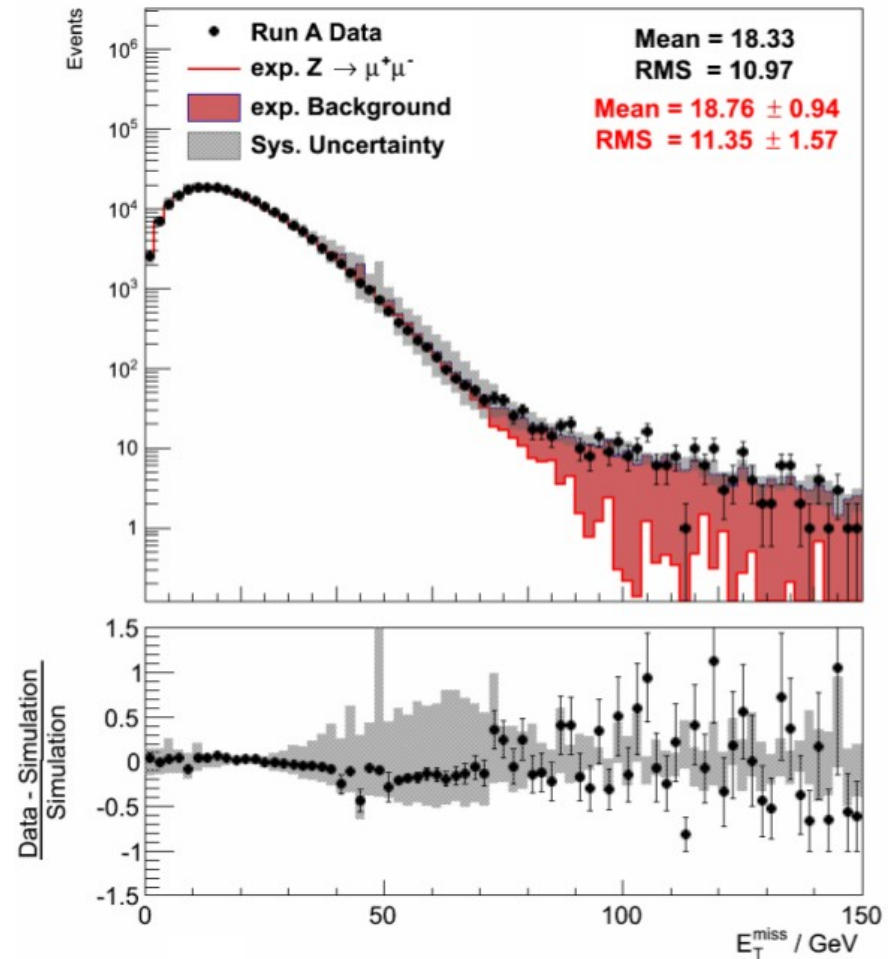 Events
10⁶
10⁵
10⁴
10³
10²
10
1
Run A Data
exp. Z → μ⁺μ⁻
exp. Background
Sys. Uncertainty
Mean = 18.33
RMS = 10.97
Mean = 18.76 ± 0.94
RMS = 11.35 ± 1.57
Data - Simulation
Simulation
1.5
1
0.5
0
-0.5
-1
-1.5
0 50 100 150
E_T^miss / GeV